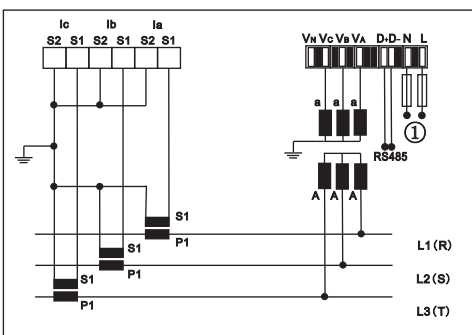 Ic Ib Ia
S2 S1 S2 S1 S2 S1
VN VC VB VA D+ D- N L
a a a
①
RS485
A A A
S1
P1
L1(R)
S1
P1
L2(S)
S1
P1
L3(T)